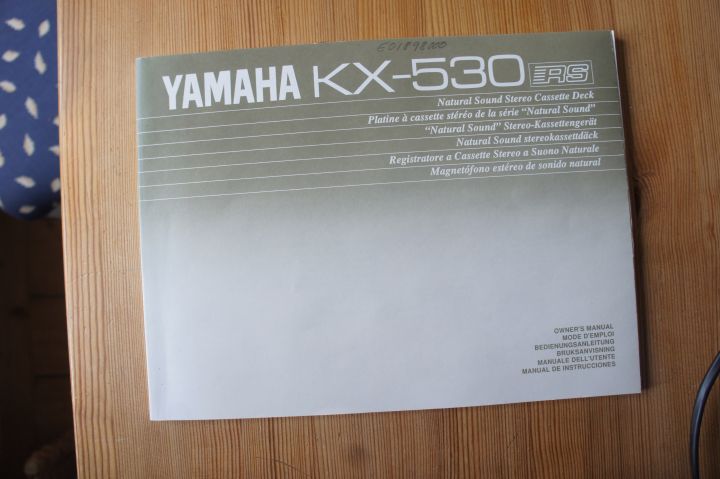 YAMAHA KX-530 RS
Natural Sound Stereo Cassette Deck
Platine à cassette stéréo de la série "Natural Sound"
"Natural Sound" Stereo-Kassettengerät
Natural Sound stereokassettdäck
Registratore a Cassette Stereo a Suono Naturale
Magnetófono estéreo de sonido natural
OWNER'S MANUAL
MODE D'EMPLOI
BEDIENUNGSANLEITUNG
BRUKSANVISNING
MANUALE DELL'UTENTE
MANUAL DE INSTRUCCIONES